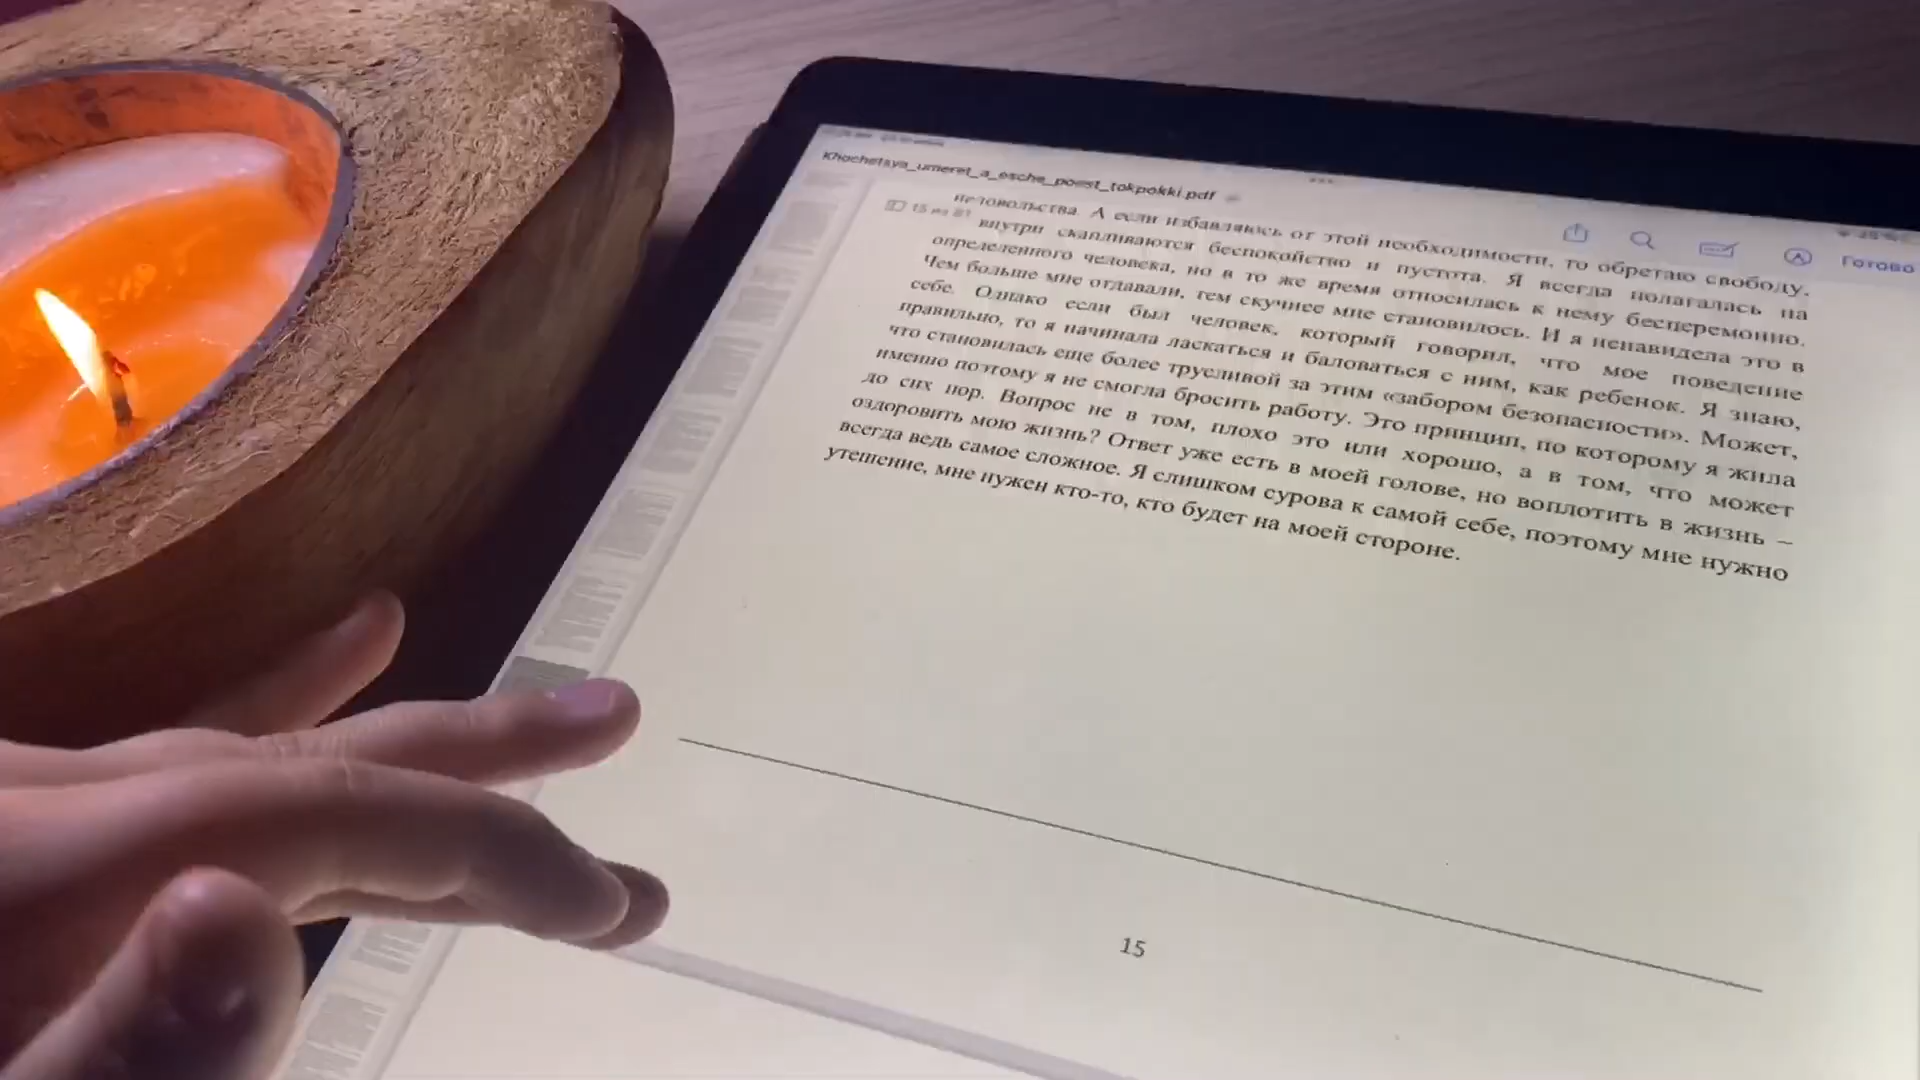 Khochetsya_umeret_a_esche_poest_tokpokki.pdf
15 из 81
Готово
недовольства. А если избавляюсь от этой необходимости, то обретаю свободу,
внутри скапливаются беспокойство и пустота. Я всегда полагалась на
определенного человека, но в то же время относилась к нему бесцеремонно.
Чем больше мне отдавали, тем скучнее мне становилось. И я ненавидела это в
себе. Однако если был человек, который говорил, что мое поведение
правильно, то я начинала ласкаться и баловаться с ним, как ребенок. Я знаю,
что становилась еще более трусливой за этим «забором безопасности». Может,
именно поэтому я не смогла бросить работу. Это принцип, по которому я жила
до сих пор. Вопрос не в том, плохо это или хорошо, а в том, что может
оздоровить мою жизнь? Ответ уже есть в моей голове, но воплотить в жизнь –
всегда ведь самое сложное. Я слишком сурова к самой себе, поэтому мне нужно
утешение, мне нужен кто-то, кто будет на моей стороне.
15